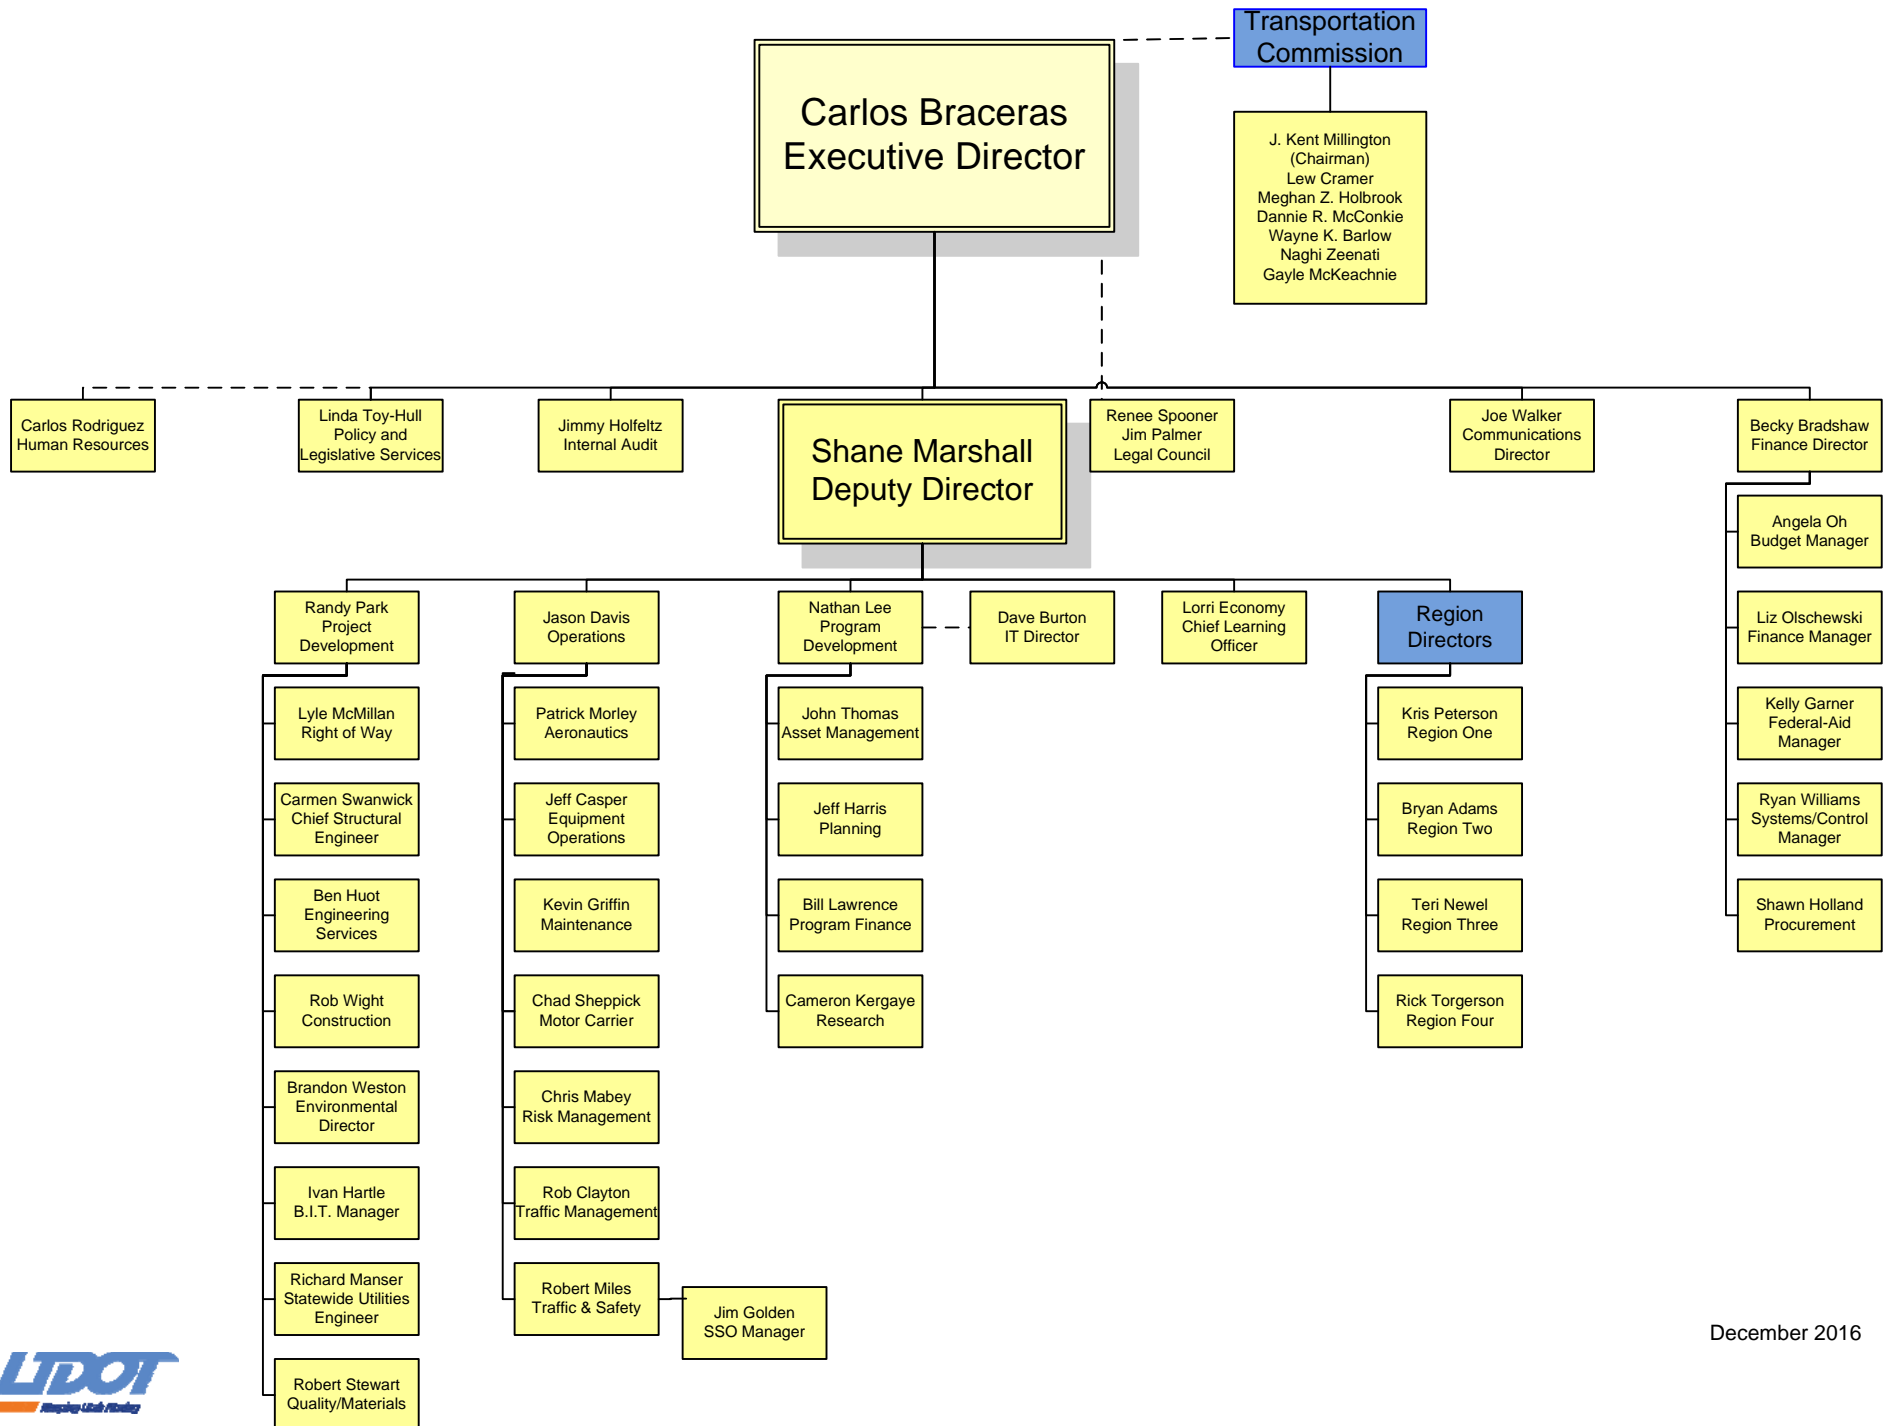 Transportation
Commission
Carlos Braceras
Executive Director
J. Kent Millington
(Chairman)
Lew Cramer
Meghan Z. Holbrook
Dannie R. McConkie
Wayne K. Barlow
Naghi Zeenati
Gayle McKeachnie
Carlos Rodriguez
Human Resources
Linda Toy-Hull
Policy and
Legislative Services
Jimmy Holfeltz
Internal Audit
Shane Marshall
Deputy Director
Renee Spooner
Jim Palmer
Legal Council
Joe Walker
Communications
Director
Becky Bradshaw
Finance Director
Angela Oh
Budget Manager
Liz Olschewski
Finance Manager
Kelly Garner
Federal-Aid
Manager
Ryan Williams
Systems/Control
Manager
Shawn Holland
Procurement
Randy Park
Project
Development
Lyle McMillan
Right of Way
Carmen Swanwick
Chief Structural
Engineer
Ben Huot
Engineering
Services
Rob Wight
Construction
Brandon Weston
Environmental
Director
Ivan Hartle
B.I.T. Manager
Richard Manser
Statewide Utilities
Engineer
Robert Stewart
Quality/Materials
Jason Davis
Operations
Patrick Morley
Aeronautics
Jeff Casper
Equipment
Operations
Kevin Griffin
Maintenance
Chad Sheppick
Motor Carrier
Chris Mabey
Risk Management
Rob Clayton
Traffic Management
Robert Miles
Traffic & Safety
Jim Golden
SSO Manager
Nathan Lee
Program
Development
Dave Burton
IT Director
John Thomas
Asset Management
Jeff Harris
Planning
Bill Lawrence
Program Finance
Cameron Kergaye
Research
Lorri Economy
Chief Learning
Officer
Region
Directors
Kris Peterson
Region One
Bryan Adams
Region Two
Teri Newel
Region Three
Rick Torgerson
Region Four
December 2016
UDOT
Keeping Utah Moving